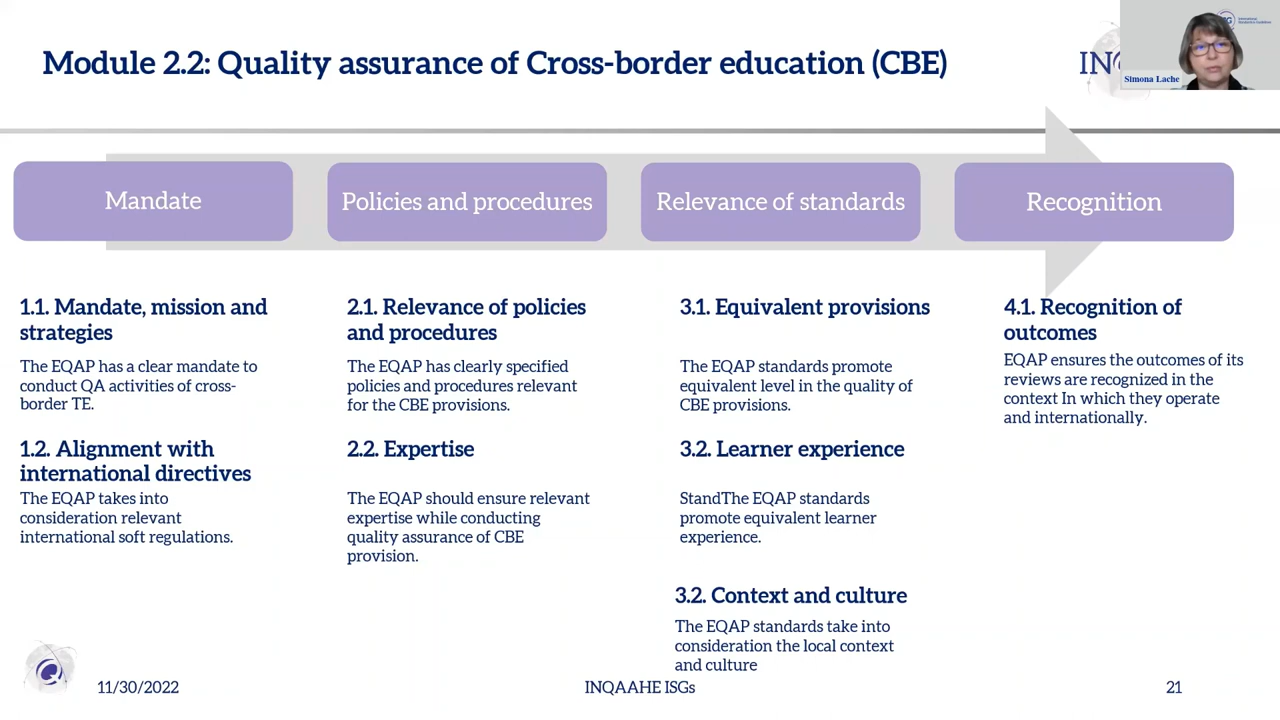 Module 2.2: Quality assurance of Cross-border education (CBE)
Simona Lache
Mandate
Policies and procedures
Relevance of standards
Recognition
1.1. Mandate, mission and
strategies
The EQAP has a clear mandate to
conduct QA activities of cross-
border TE.
1.2. Alignment with
international directives
The EQAP takes into
consideration relevant
international soft regulations.
2.1. Relevance of policies
and procedures
The EQAP has clearly specified
policies and procedures relevant
for the CBE provisions.
2.2. Expertise
The EQAP should ensure relevant
expertise while conducting
quality assurance of CBE
provision.
3.1. Equivalent provisions
The EQAP standards promote
equivalent level in the quality of
CBE provisions.
3.2. Learner experience
StandThe EQAP standards
promote equivalent learner
experience.
3.2. Context and culture
The EQAP standards take into
consideration the local context
and culture
4.1. Recognition of
outcomes
EQAP ensures the outcomes of its
reviews are recognized in the
context In which they operate
and internationally.
11/30/2022
INQAAHE ISGs
21